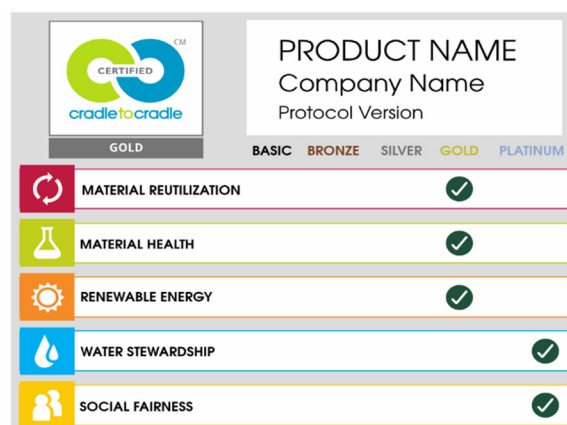 CM
CERTIFIED
cradletocradle
GOLD
PRODUCT NAME
Company Name
Protocol Version
BASIC BRONZE SILVER GOLD PLATINUM
MATERIAL REUTILIZATION
MATERIAL HEALTH
RENEWABLE ENERGY
WATER STEWARDSHIP
SOCIAL FAIRNESS